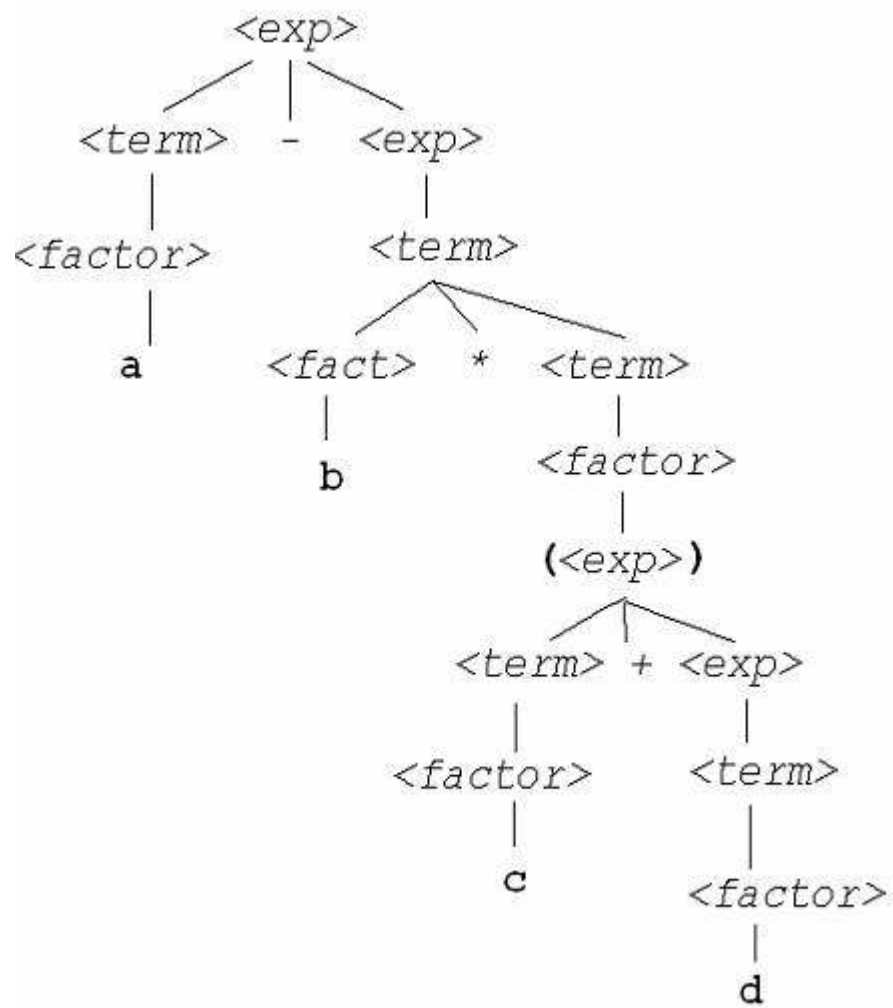 <exp>
<term> - <exp>
<factor> <term>
a <fact> * <term>
b <factor>
(<exp>)
<term> + <exp>
<factor> <term>
c <factor>
d